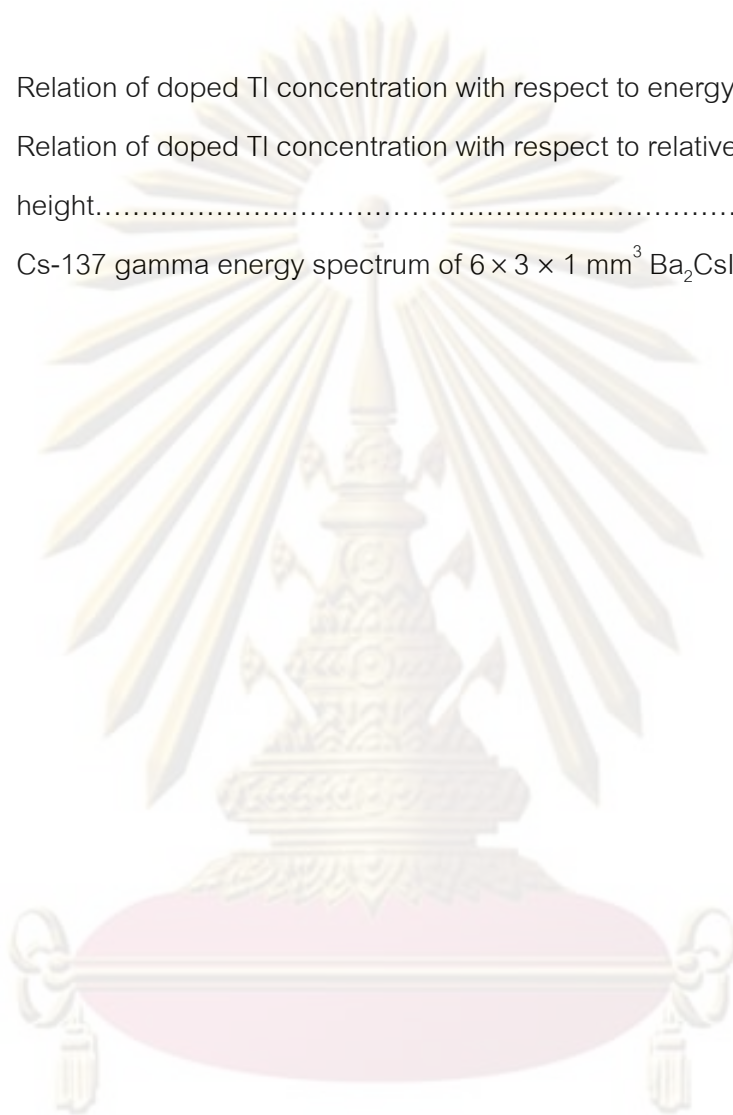 Relation of doped Tl concentration with respect to energy
Relation of doped Tl concentration with respect to relative
height……………………………………………………………
Cs-137 gamma energy spectrum of 6 × 3 × 1 mm³ Ba₂CsI